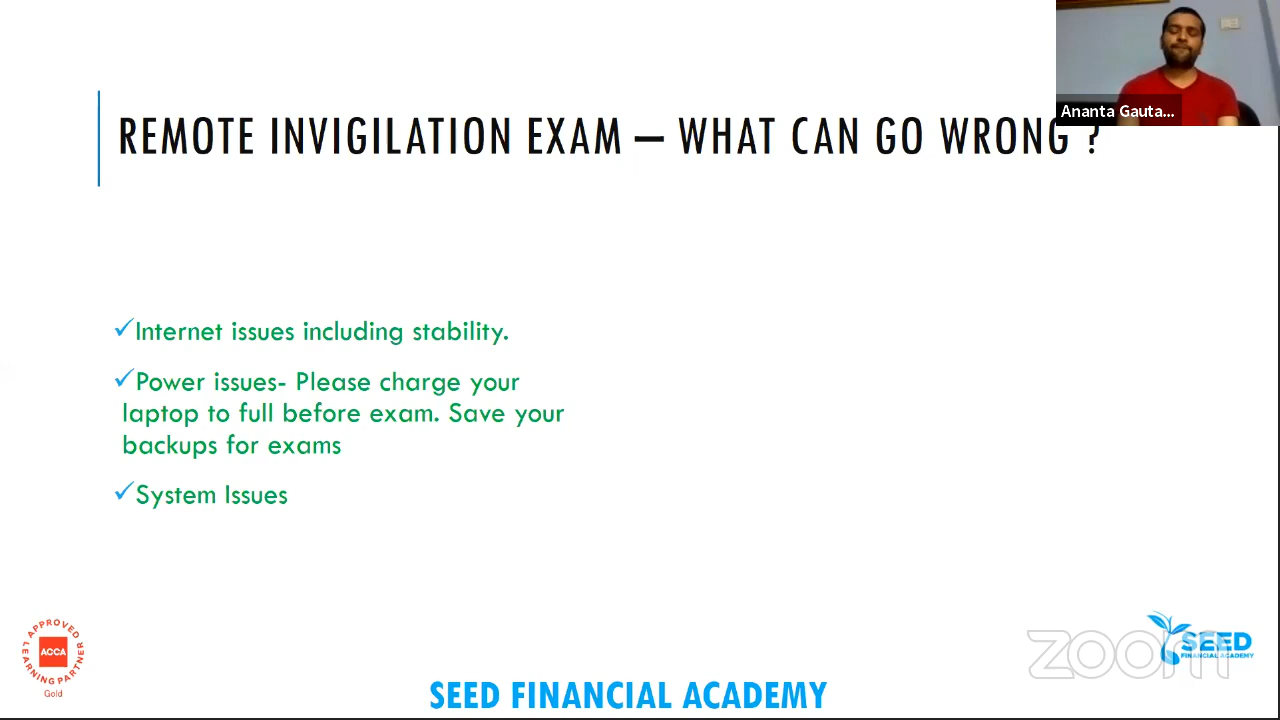 Ananta Gauta...
REMOTE INVIGILATION EXAM – WHAT CAN GO WRONG ?
✓Internet issues including stability.
✓Power issues- Please charge your
laptop to full before exam. Save your
backups for exams
✓System Issues
APPROVED
LEARNING PARTNER
ACCA
Gold
SEED
FINANCIAL ACADEMY
zoom
SEED FINANCIAL ACADEMY